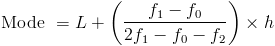 Mode = L + ( (f₁ − f₀) / (2f₁ − f₀ − f₂) ) × h